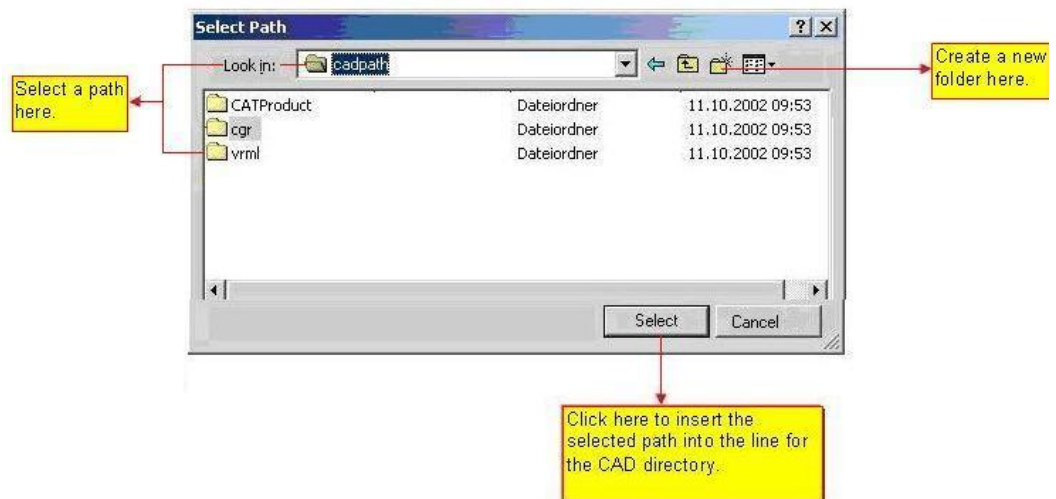 Select Path
Look in: cadpath
Create a new
folder here.
Select a path
here.
CATProduct Dateiordner 11.10.2002 09:53
cgr Dateiordner 11.10.2002 09:53
vrml Dateiordner 11.10.2002 09:53
Select Cancel
Click here to insert the
selected path into the line for
the CAD directory.